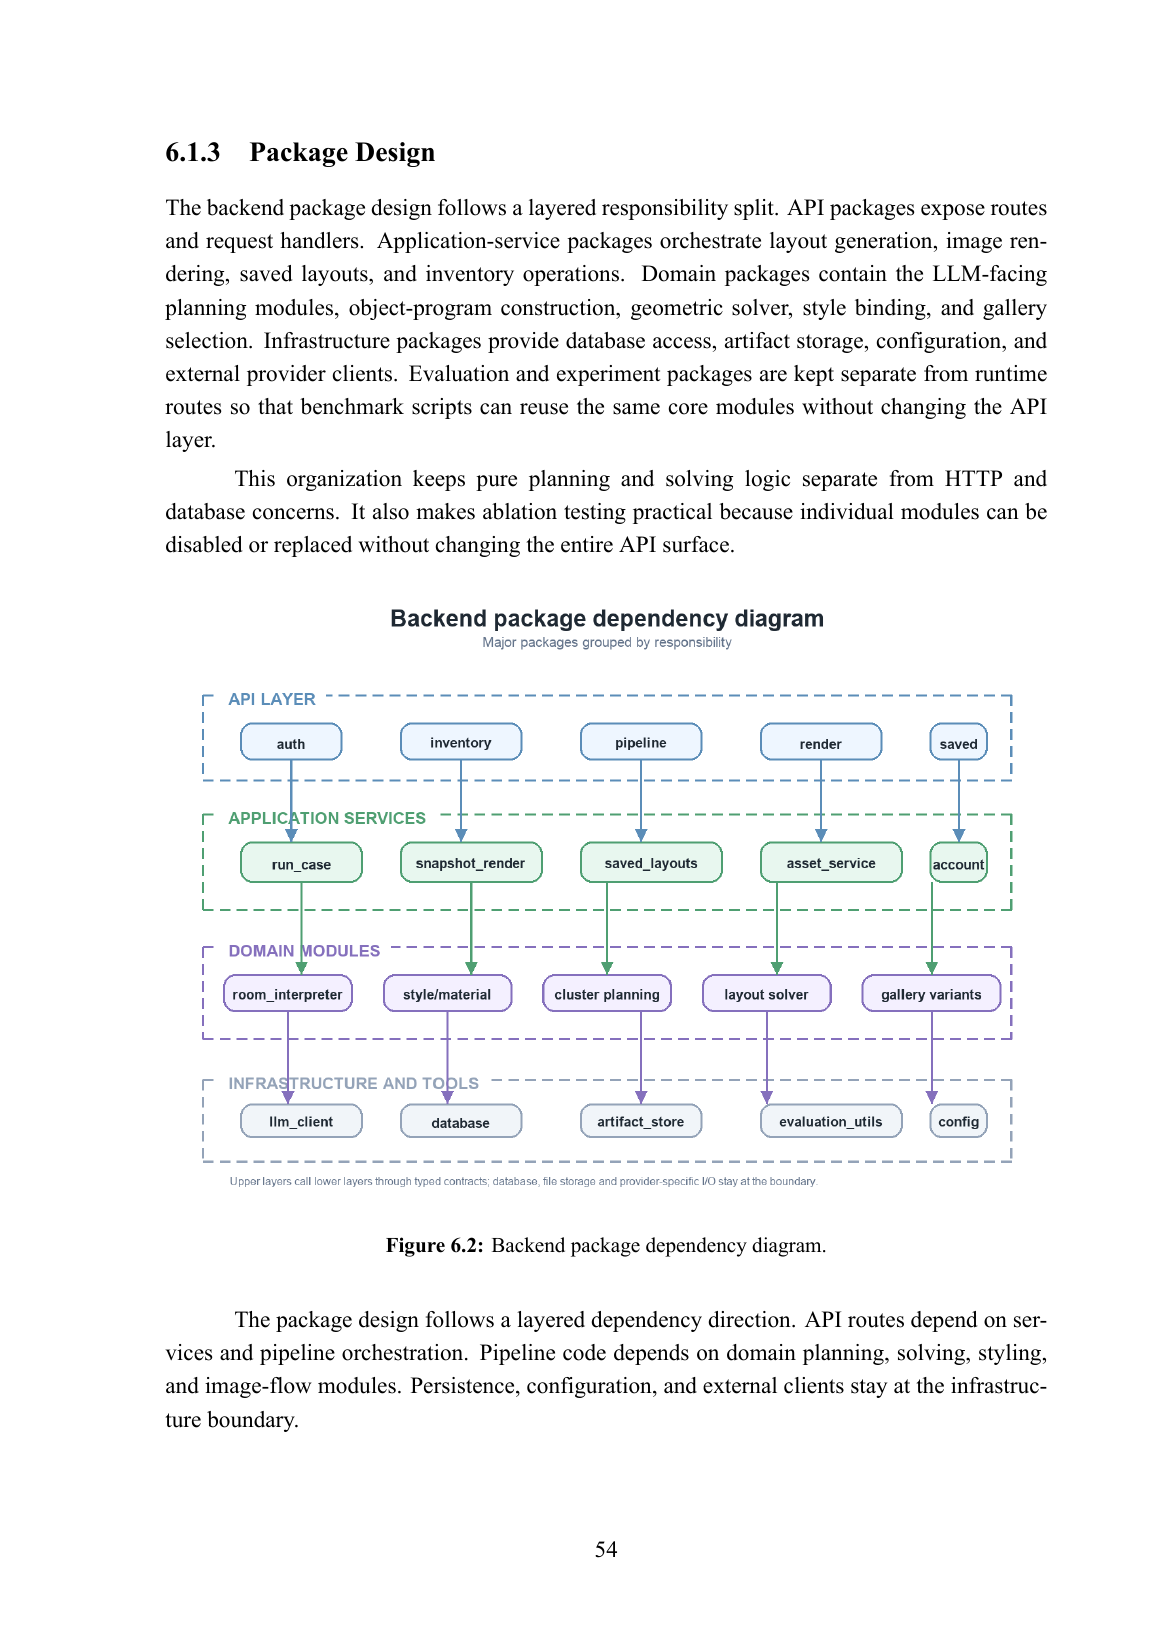 6.1.3 Package Design
The backend package design follows a layered responsibility split. API packages expose routes
and request handlers. Application-service packages orchestrate layout generation, image ren-
dering, saved layouts, and inventory operations. Domain packages contain the LLM-facing
planning modules, object-program construction, geometric solver, style binding, and gallery
selection. Infrastructure packages provide database access, artifact storage, configuration, and
external provider clients. Evaluation and experiment packages are kept separate from runtime
routes so that benchmark scripts can reuse the same core modules without changing the API
layer.
This organization keeps pure planning and solving logic separate from HTTP and
database concerns. It also makes ablation testing practical because individual modules can be
disabled or replaced without changing the entire API surface.
Backend package dependency diagram
Major packages grouped by responsibility
API LAYER
auth inventory pipeline render saved
APPLICATION SERVICES
run_case snapshot_render saved_layouts asset_service account
DOMAIN MODULES
room_interpreter style/material cluster planning layout solver gallery variants
INFRASTRUCTURE AND TOOLS
llm_client database artifact_store evaluation_utils config
Upper layers call lower layers through typed contracts; database, file storage and provider-specific I/O stay at the boundary.
Figure 6.2: Backend package dependency diagram.
The package design follows a layered dependency direction. API routes depend on ser-
vices and pipeline orchestration. Pipeline code depends on domain planning, solving, styling,
and image-flow modules. Persistence, configuration, and external clients stay at the infrastruc-
ture boundary.
54